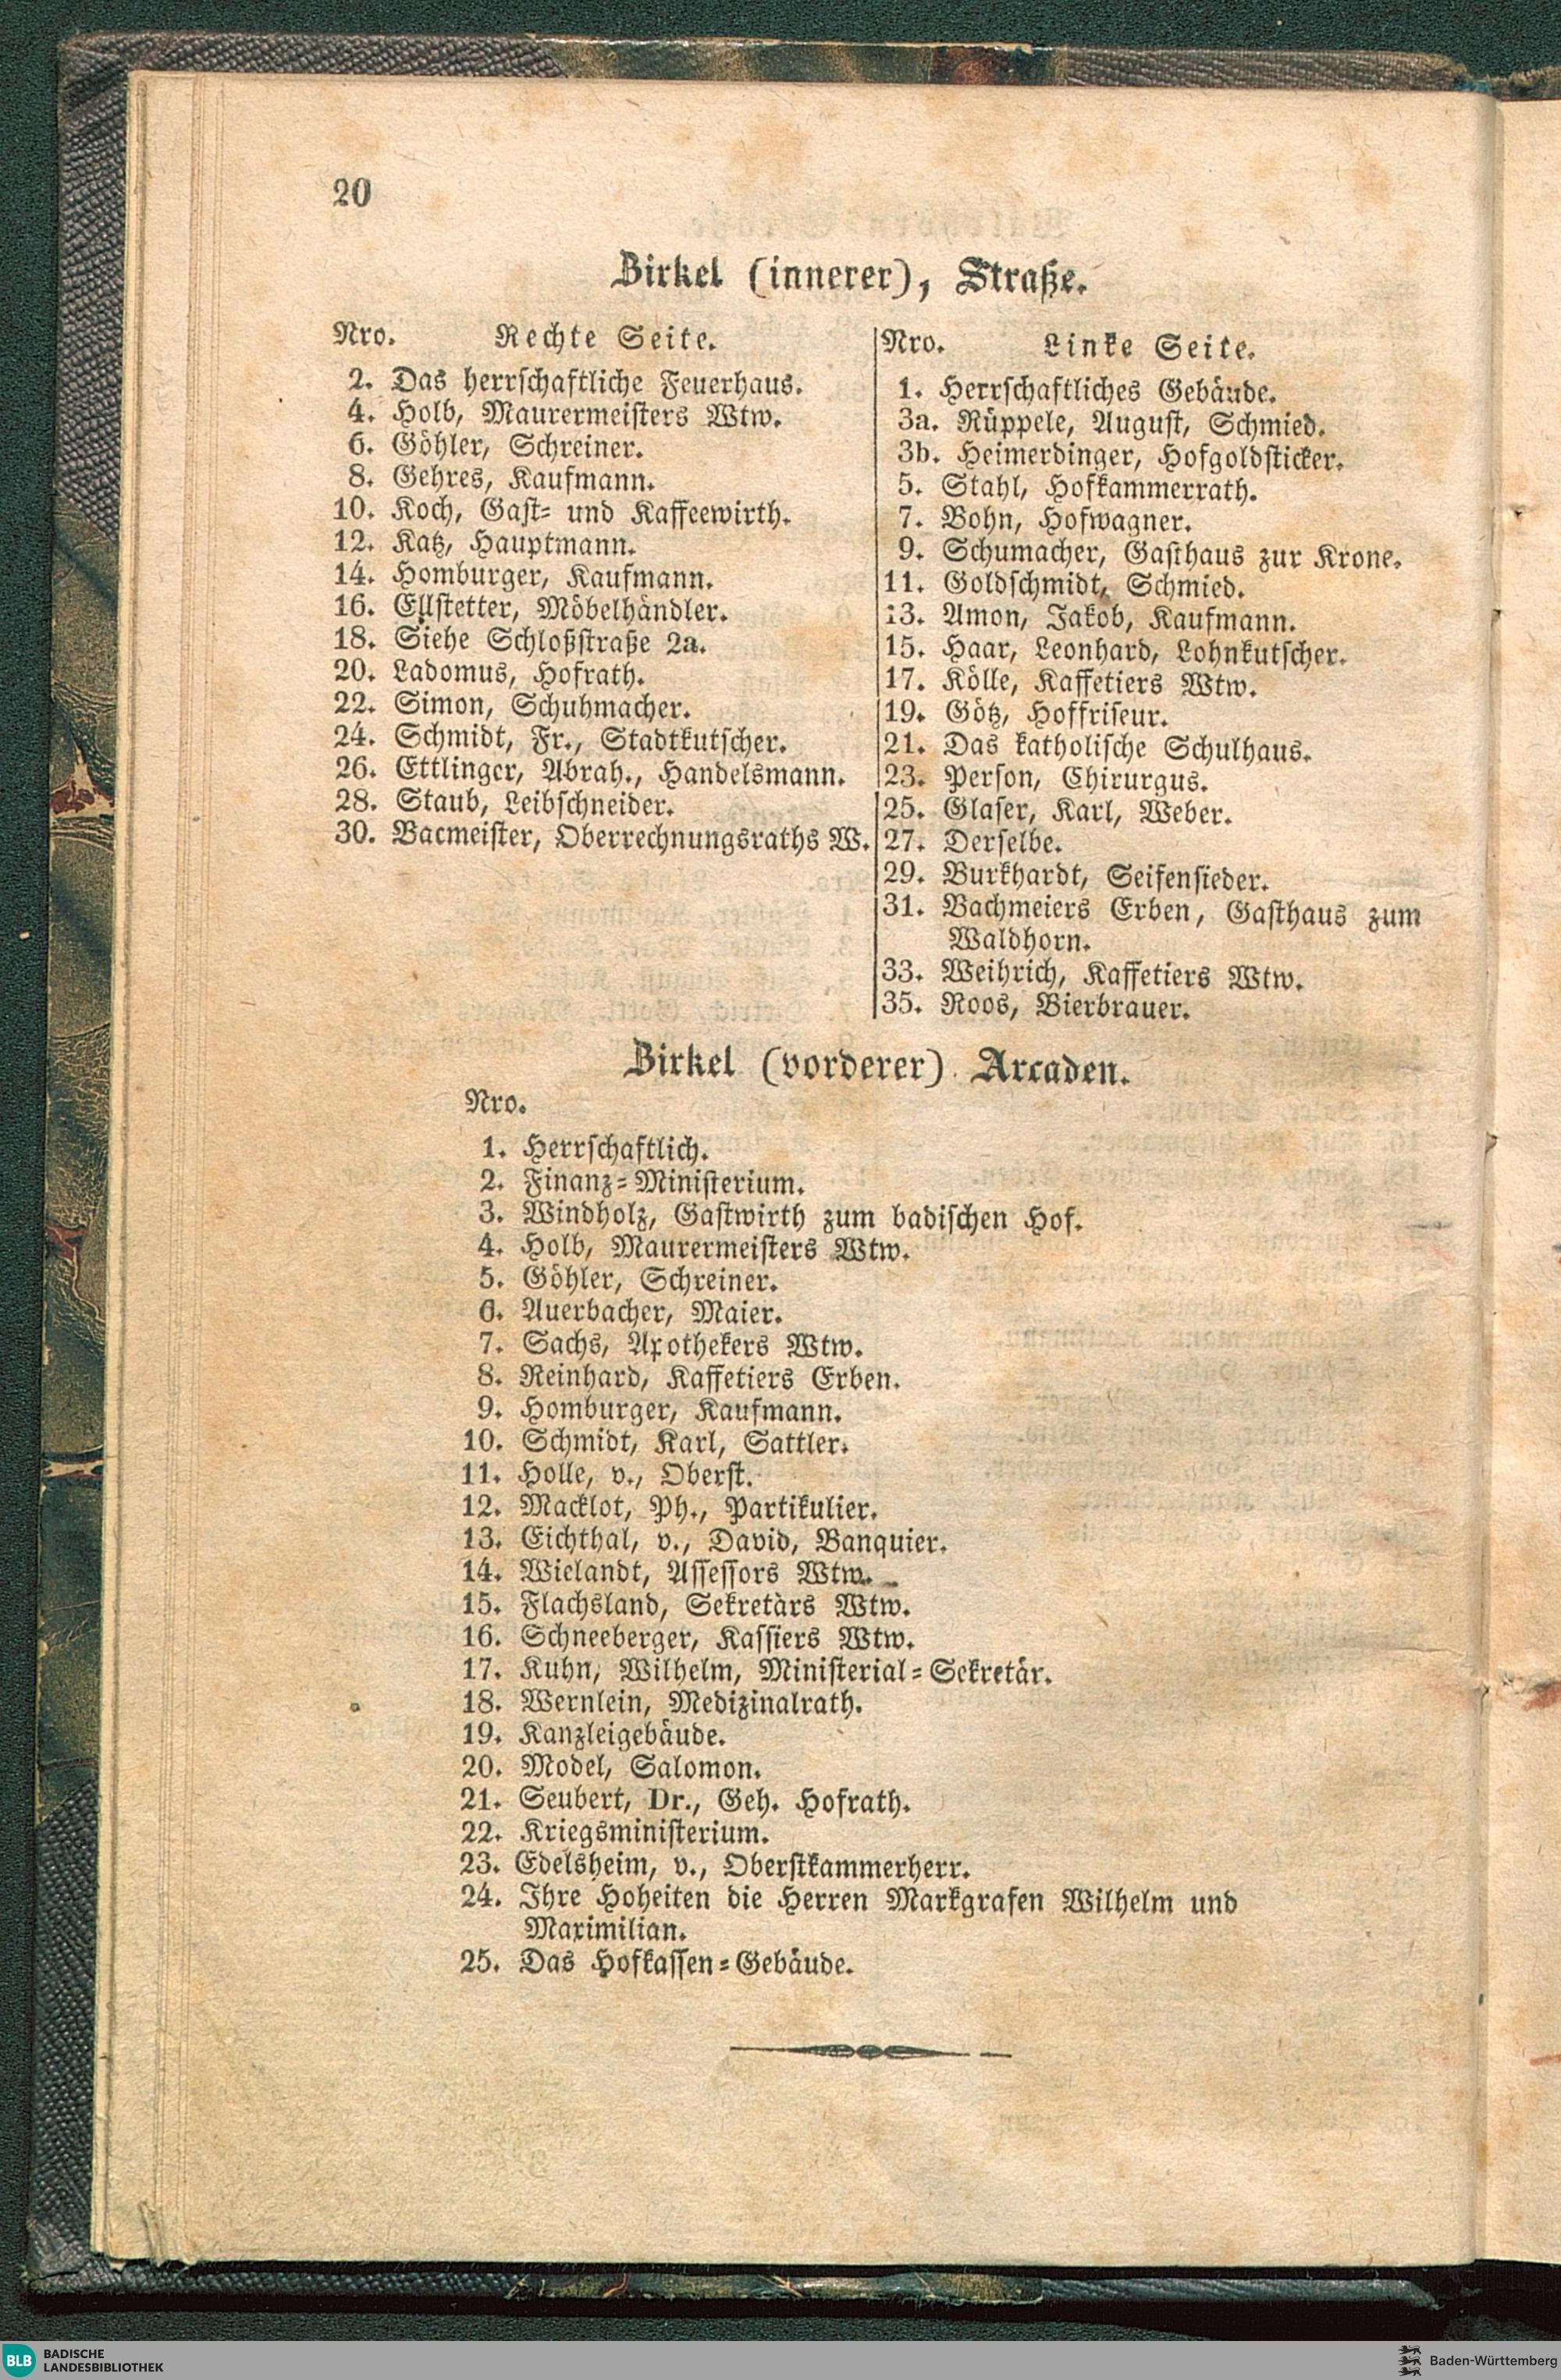 20
Zirkel (innerer), Straße.
Nro. Rechte Seite.
2. Das herrschaftliche Feuerhaus.
4. Holb, Maurermeisters Wtw.
6. Göhler, Schreiner.
8. Gehres, Kaufmann.
10. Koch, Gast- und Kaffeewirth.
12. Katz, Hauptmann.
14. Homburger, Kaufmann.
16. Ellstetter, Möbelhändler.
18. Siehe Schloßstraße 2a.
20. Ladomus, Hofrath.
22. Simon, Schuhmacher.
24. Schmidt, Fr., Stadtkutscher.
26. Ettlinger, Abrah., Handelsmann.
28. Staub, Leibschneider.
30. Bacmeister, Oberrechnungsraths W.
Nro. Linke Seite.
1. Herrschaftliches Gebäude.
3a. Rüppele, August, Schmied.
3b. Heimerdinger, Hofgoldsticker.
5. Stahl, Hofkammerrath.
7. Bohn, Hofwagner.
9. Schumacher, Gasthaus zur Krone.
11. Goldschmidt, Schmied.
13. Amon, Jakob, Kaufmann.
15. Haar, Leonhard, Lohnkutscher.
17. Kölle, Kaffetiers Wtw.
19. Götz, Hoffriseur.
21. Das katholische Schulhaus.
23. Person, Chirurgus.
25. Glaser, Karl, Weber.
27. Derselbe.
29. Burkhardt, Seifensieder.
31. Bachmeiers Erben, Gasthaus zum
Waldhorn.
33. Weihrich, Kaffetiers Wtw.
35. Roos, Bierbrauer.
Zirkel (vorderer) Arcaden.
Nro.
1. Herrschaftlich.
2. Finanz-Ministerium.
3. Windholz, Gastwirth zum badischen Hof.
4. Holb, Maurermeisters Wtw.
5. Göhler, Schreiner.
6. Auerbacher, Maier.
7. Sachs, Apothekers Wtw.
8. Reinhard, Kaffetiers Erben.
9. Homburger, Kaufmann.
10. Schmidt, Karl, Sattler.
11. Holle, v., Oberst.
12. Macklot, Ph., Partikulier.
13. Eichthal, v., David, Banquier.
14. Wielandt, Assessors Wtw.
15. Flachsland, Sekretärs Wtw.
16. Schneeberger, Kassiers Wtw.
17. Kuhn, Wilhelm, Ministerial-Sekretär.
18. Wernlein, Medizinalrath.
19. Kanzleigebäude.
20. Model, Salomon.
21. Seubert, Dr., Geh. Hofrath.
22. Kriegsministerium.
23. Edelsheim, v., Oberstkammerherr.
24. Ihre Hoheiten die Herren Markgrafen Wilhelm und
Maximilian.
25. Das Hofkassen-Gebäude.
BLB BADISCHE
LANDESBIBLIOTHEK
Baden-Württemberg